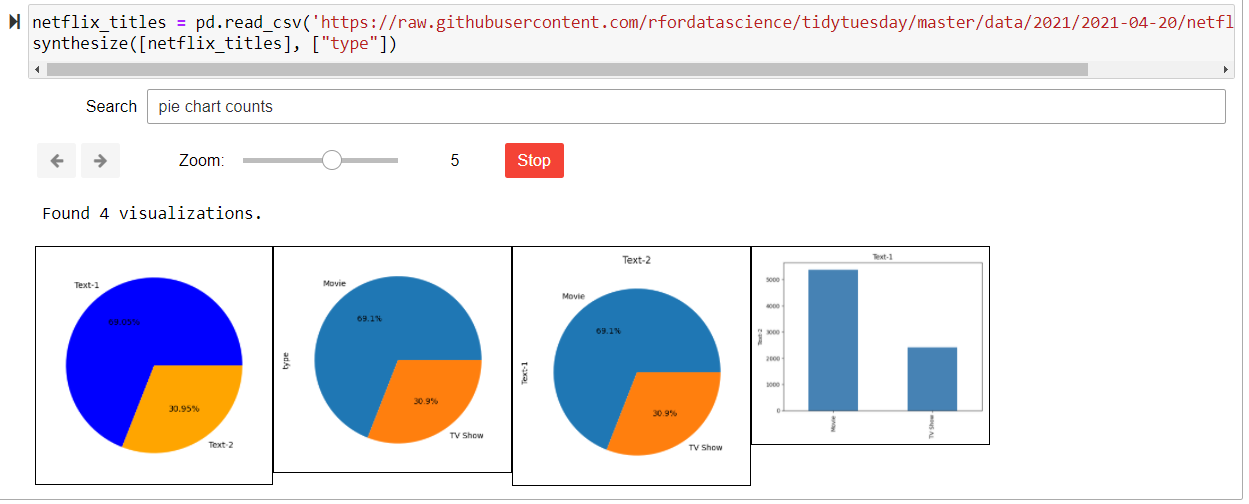 netflix_titles = pd.read_csv('https://raw.githubusercontent.com/rfordatascience/tidytuesday/master/data/2021/2021-04-20/netfl
synthesize([netflix_titles], ["type"])
Search pie chart counts
Zoom: 5 Stop
Found 4 visualizations.
Text-1
69.05%
30.95%
Text-2
Movie
69.1%
type
30.9%
TV Show
Text-2
Movie
69.1%
Text-1
30.9%
TV Show
Text-1
5000
4000
3000
Text-2
2000
1000
0
Movie
TV Show